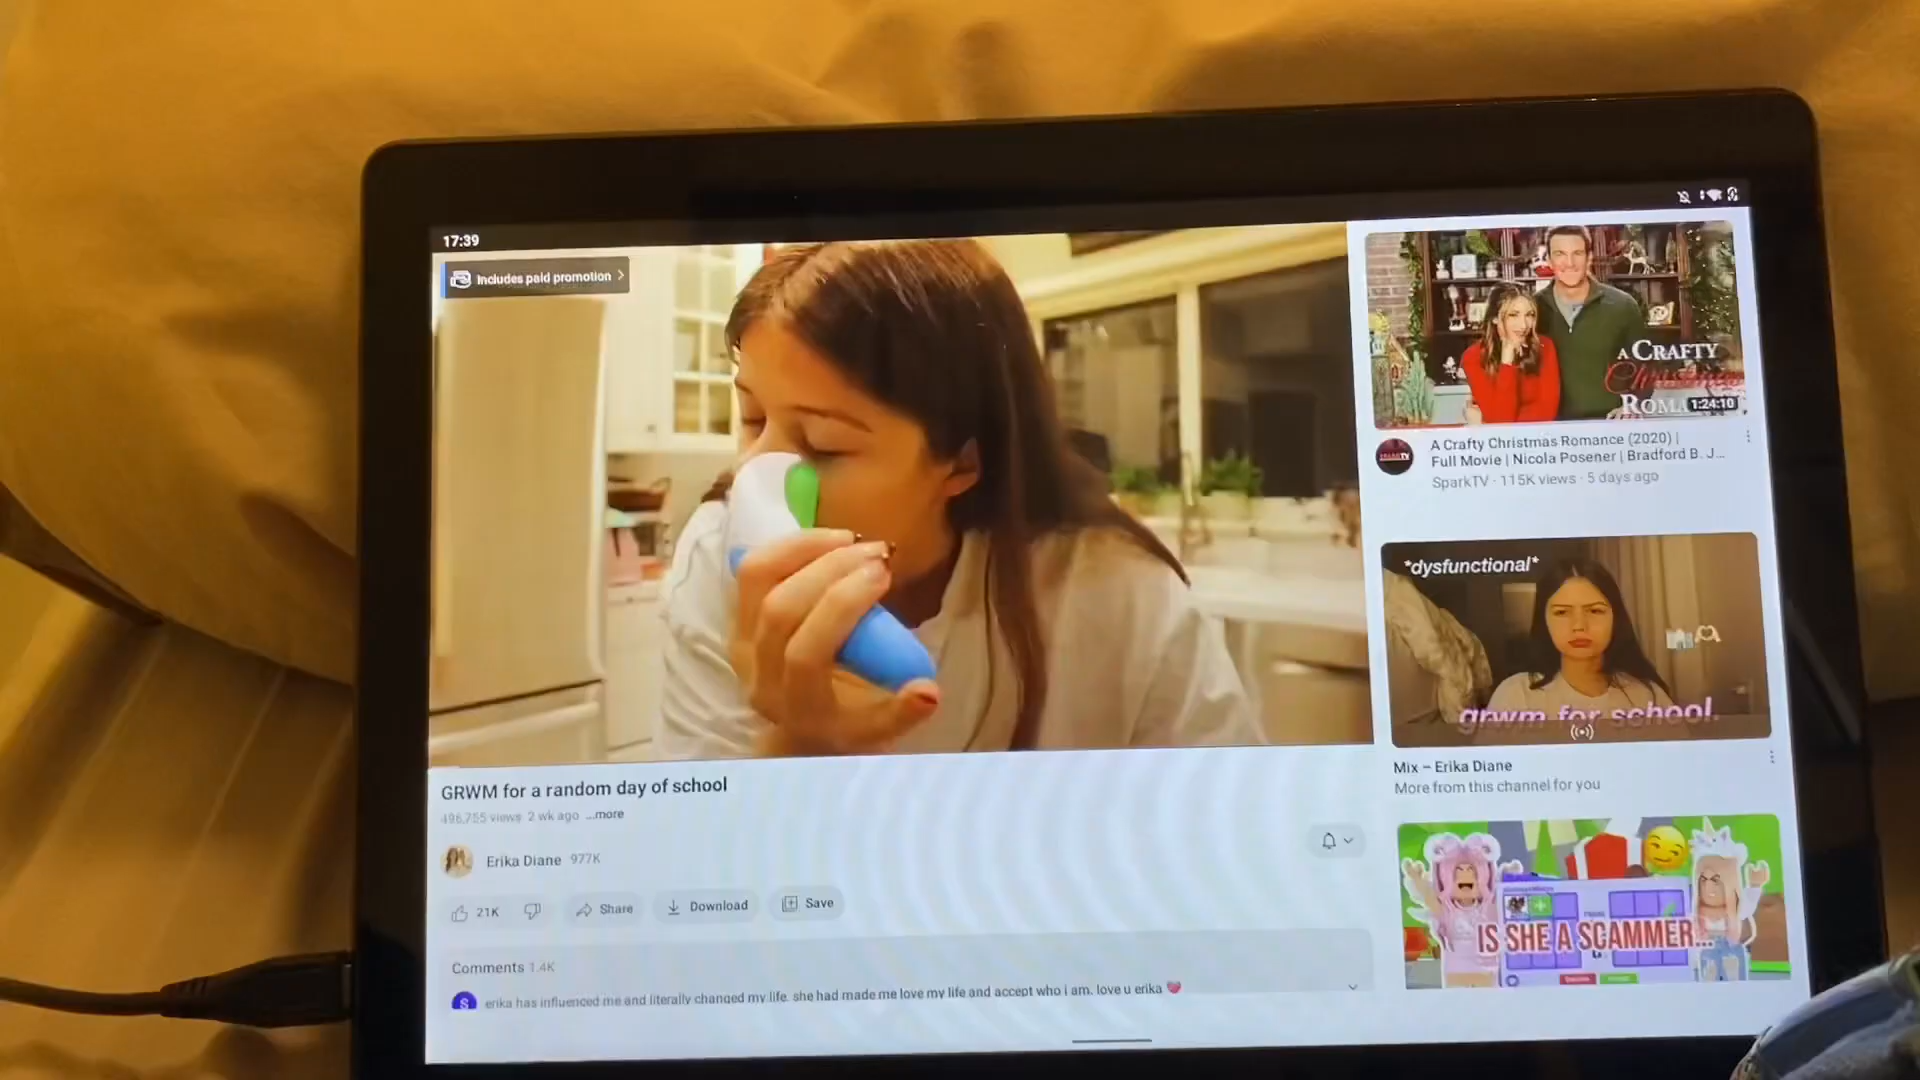 17:39
Includes paid promotion
GRWM for a random day of school
496,755 views 2 wk ago ...more
Erika Diane 977K
21K
Share
Download
Save
Comments 1.4K
S
erika has influenced me and literally changed my life. she had made me love my life and accept who i am. love u erika
A CRAFTY
Christmas
ROMA
1:24:10
A Crafty Christmas Romance (2020) |
Full Movie | Nicola Posener | Bradford B. J...
SparkTV · 115K views · 5 days ago
*dysfunctional*
grwm for school.
Mix – Erika Diane
More from this channel for you
IS SHE A SCAMMER...